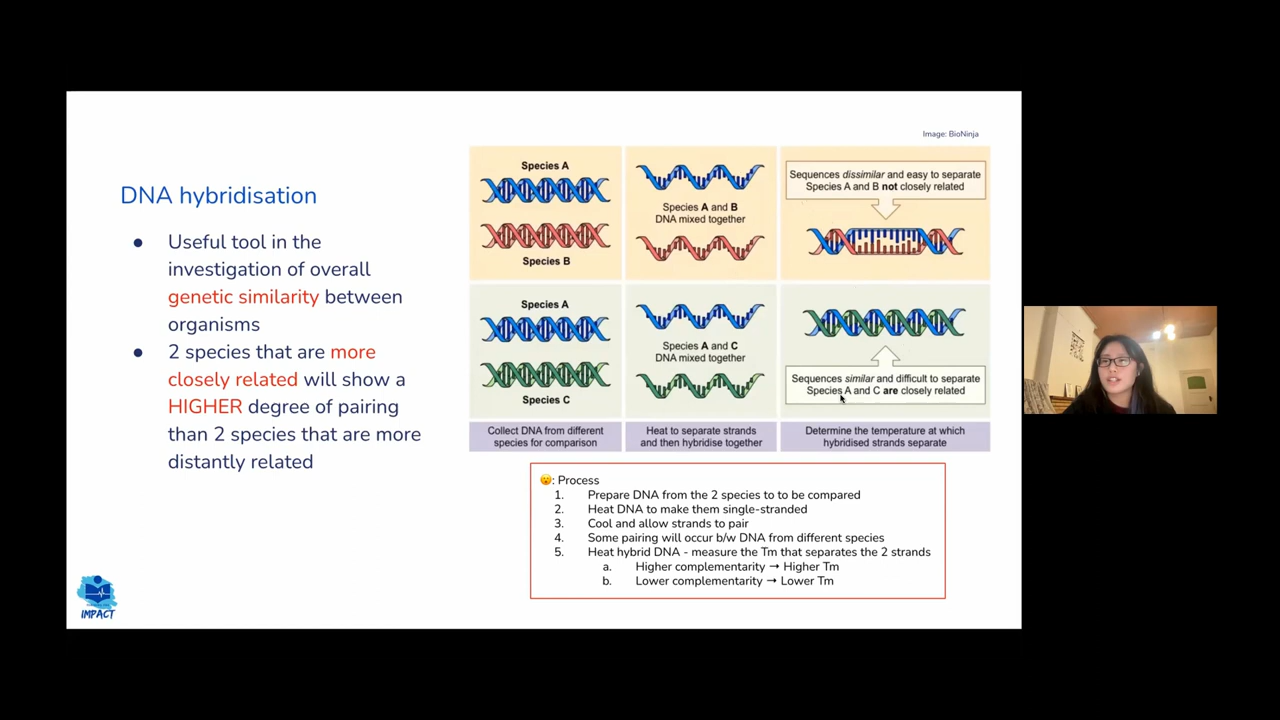 Image: BioNinja
DNA hybridisation
● Useful tool in the
investigation of overall
genetic similarity between
organisms
● 2 species that are more
closely related will show a
HIGHER degree of pairing
than 2 species that are more
distantly related
Species A
Species B
Species A and B
DNA mixed together
Sequences dissimilar and easy to separate
Species A and B not closely related
Species A
Species C
Species A and C
DNA mixed together
Sequences similar and difficult to separate
Species A and C are closely related
Collect DNA from different
species for comparison
Heat to separate strands
and then hybridise together
Determine the temperature at which
hybridised strands separate
😮: Process
1. Prepare DNA from the 2 species to to be compared
2. Heat DNA to make them single-stranded
3. Cool and allow strands to pair
4. Some pairing will occur b/w DNA from different species
5. Heat hybrid DNA - measure the Tm that separates the 2 strands
a. Higher complementarity → Higher Tm
b. Lower complementarity → Lower Tm
IMPACT